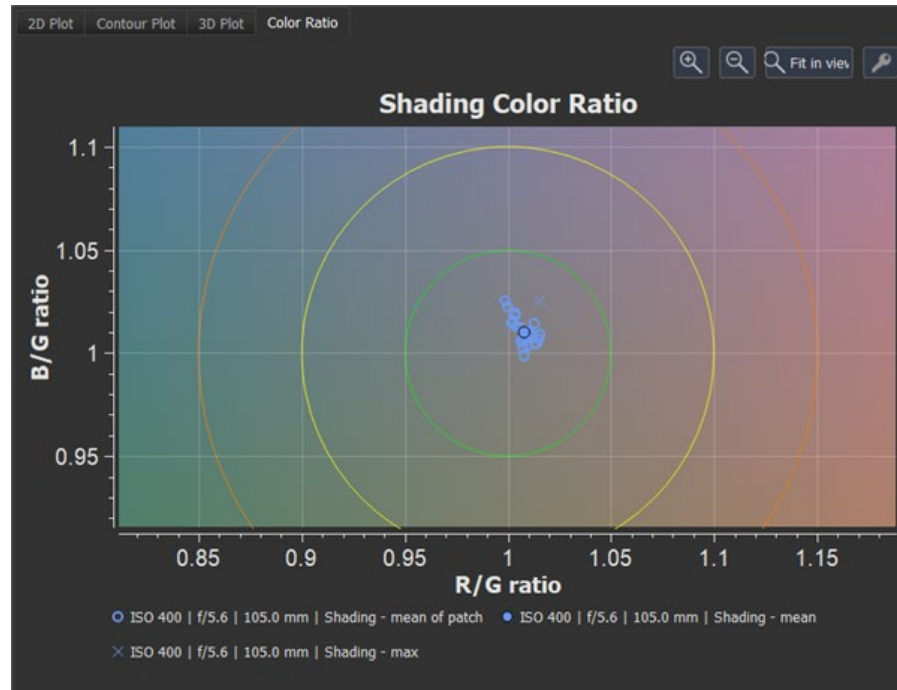 2D Plot Contour Plot 3D Plot Color Ratio
Fit in view
Shading Color Ratio
1.1
1.05
1
0.95
B/G ratio
0.85 0.9 0.95 1 1.05 1.1 1.15
R/G ratio
ISO 400 | f/5.6 | 105.0 mm | Shading - mean of patch ISO 400 | f/5.6 | 105.0 mm | Shading - mean
ISO 400 | f/5.6 | 105.0 mm | Shading - max